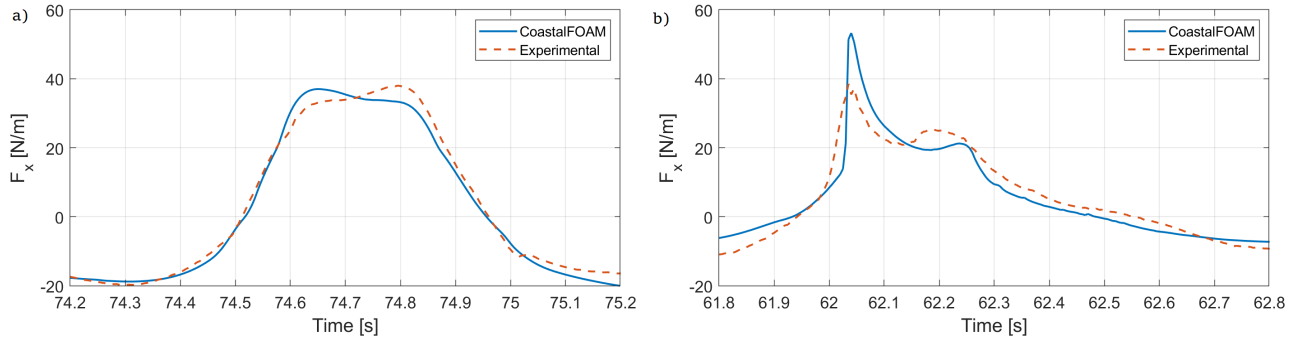 a)
60
40
20
0
-20
F_x [N/m]
CoastalFOAM
Experimental
74.2 74.3 74.4 74.5 74.6 74.7 74.8 74.9 75 75.1 75.2
Time [s]
b)
60
40
20
0
-20
F_x [N/m]
CoastalFOAM
Experimental
61.8 61.9 62 62.1 62.2 62.3 62.4 62.5 62.6 62.7 62.8
Time [s]